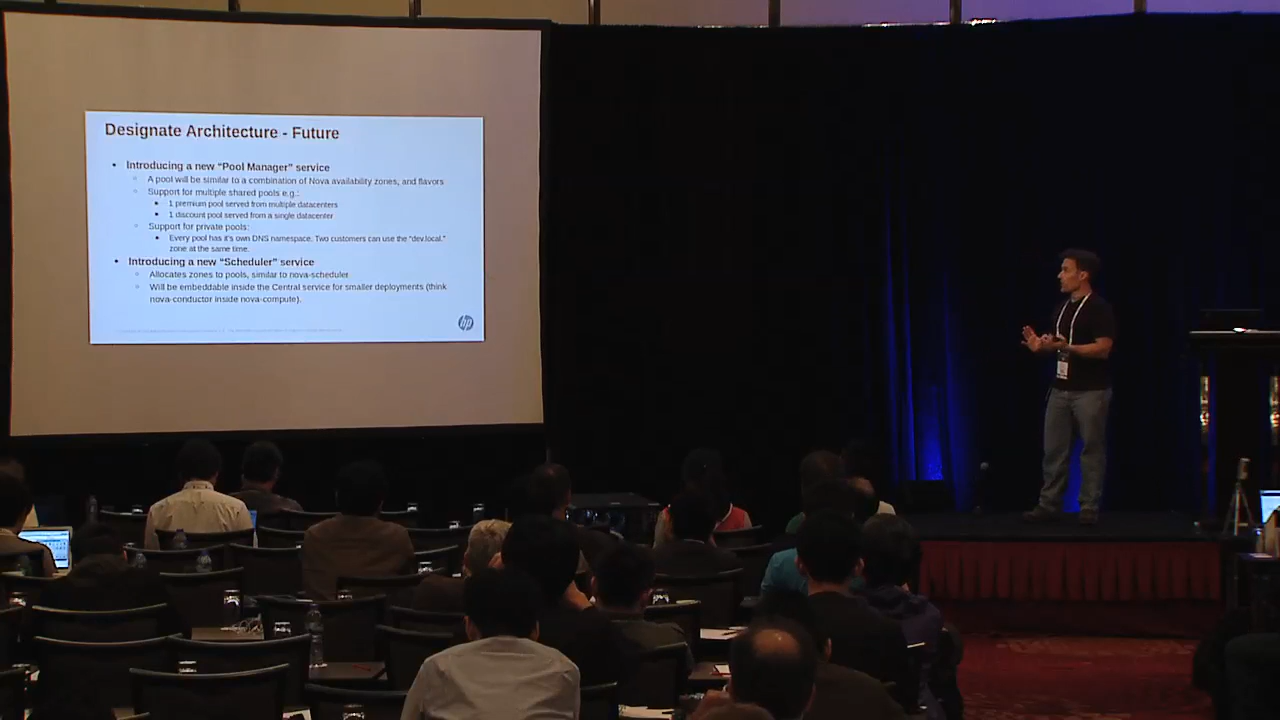 Designate Architecture - Future
• Introducing a new “Pool Manager” service
○ A pool will be similar to a combination of Nova availability zones, and flavors
○ Support for multiple shared pools e.g.:
• 1 premium pool served from multiple datacenters
• 1 discount pool served from a single datacenter
○ Support for private pools:
• Every pool has it's own DNS namespace. Two customers can use the “dev.local.”
zone at the same time.
• Introducing a new “Scheduler” service
○ Allocates zones to pools, similar to nova-scheduler
○ Will be embeddable inside the Central service for smaller deployments (think
nova-conductor inside nova-compute).
hp